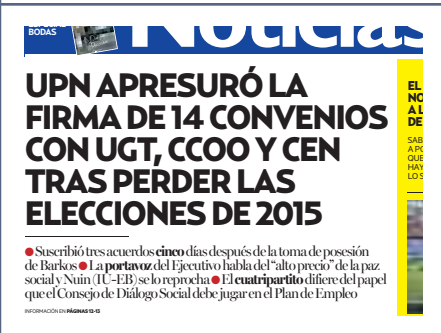 BODAS
Noticias
UPN APRESURÓ LA
FIRMA DE 14 CONVENIOS
CON UGT, CCOO Y CEN
TRAS PERDER LAS
ELECCIONES DE 2015
● Suscribió tres acuerdos cinco días después de la toma de posesión
de Barkos ● La portavoz del Ejecutivo habla del “alto precio” de la paz
social y Nuin (IU-EB) se lo reprocha ● El cuatripartito difiere del papel
que el Consejo de Diálogo Social debe jugar en el Plan de Empleo
INFORMACIÓN EN PÁGINAS 12-13
EL
NO
A L
DE
SAB
A PO
QUE
HAY
LO S